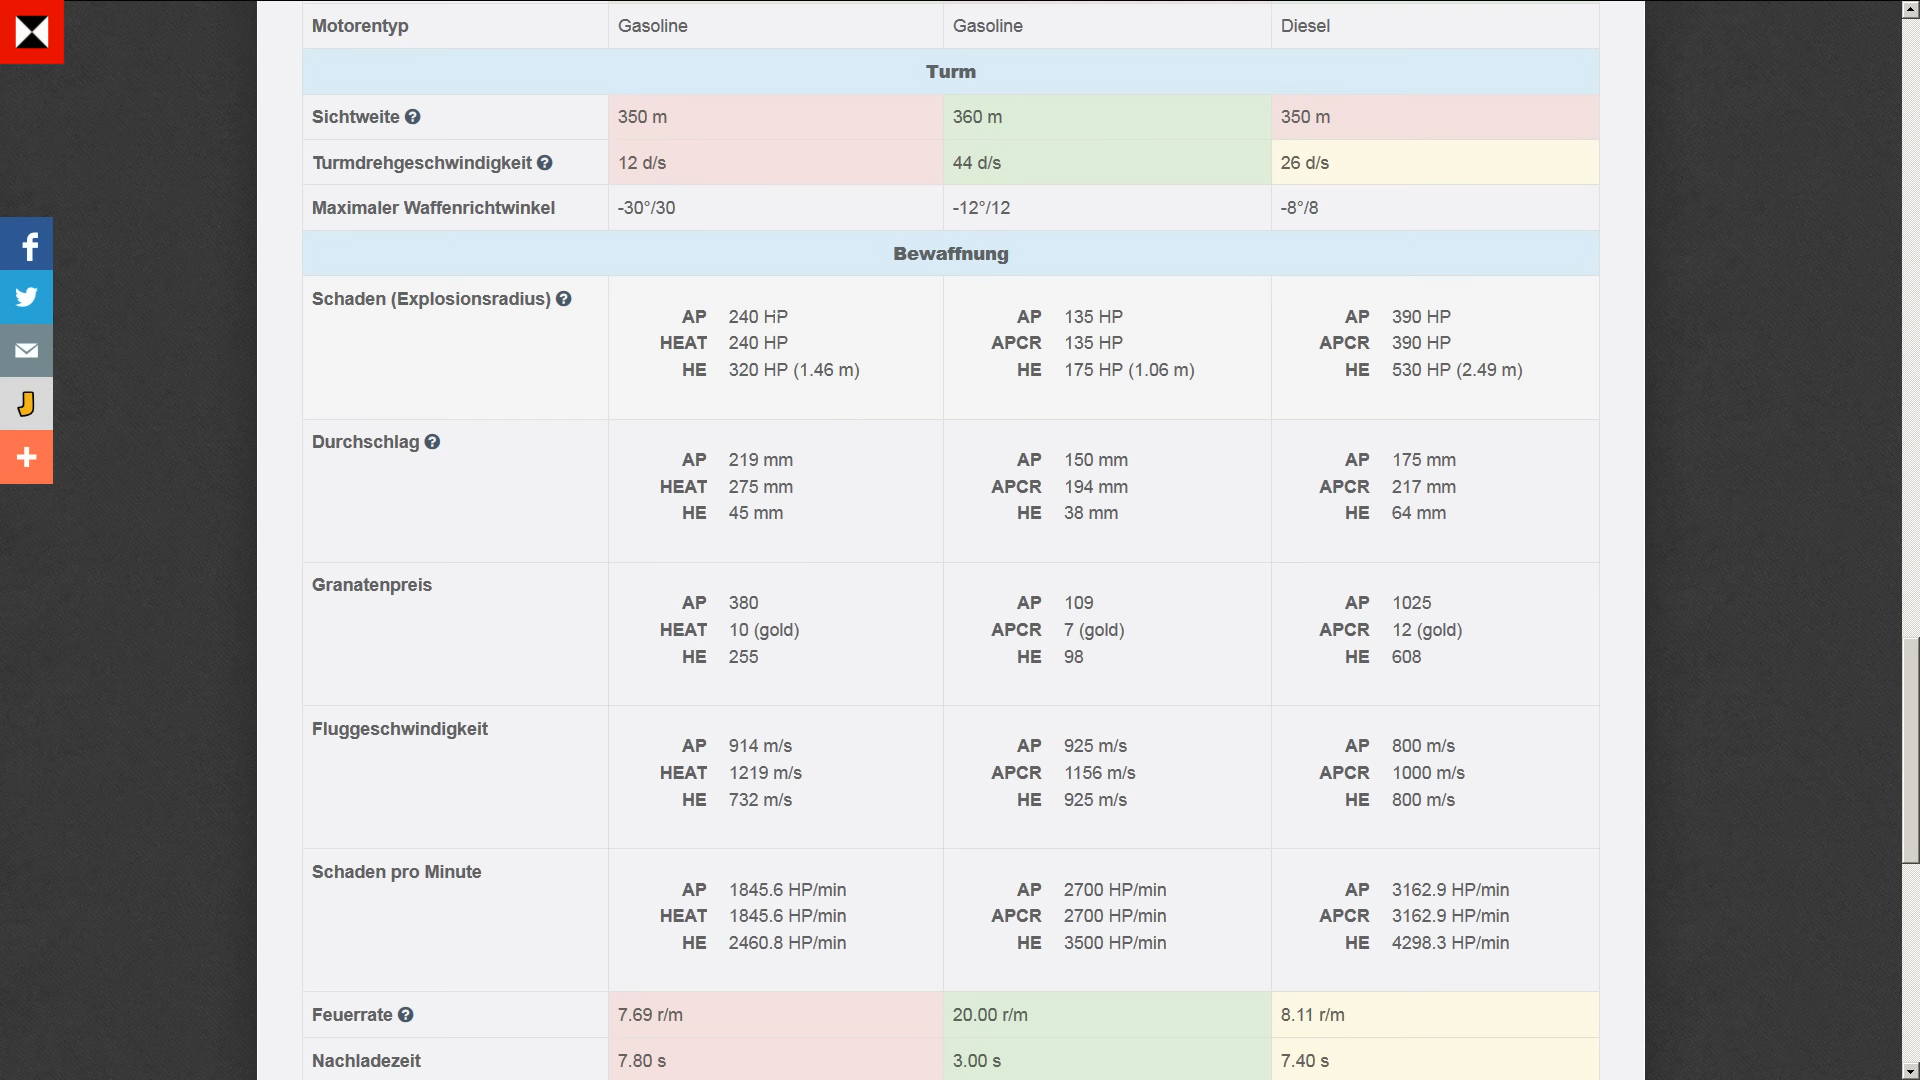 Motorentyp Gasoline Gasoline Diesel
Turm
Sichtweite 350 m 360 m 350 m
Turmdrehgeschwindigkeit 12 d/s 44 d/s 26 d/s
Maximaler Waffenrichtwinkel -30°/30 -12°/12 -8°/8
Bewaffnung
Schaden (Explosionsradius)
AP 240 HP AP 135 HP AP 390 HP
HEAT 240 HP APCR 135 HP APCR 390 HP
HE 320 HP (1.46 m) HE 175 HP (1.06 m) HE 530 HP (2.49 m)
Durchschlag
AP 219 mm AP 150 mm AP 175 mm
HEAT 275 mm APCR 194 mm APCR 217 mm
HE 45 mm HE 38 mm HE 64 mm
Granatenpreis
AP 380 AP 109 AP 1025
HEAT 10 (gold) APCR 7 (gold) APCR 12 (gold)
HE 255 HE 98 HE 608
Fluggeschwindigkeit
AP 914 m/s AP 925 m/s AP 800 m/s
HEAT 1219 m/s APCR 1156 m/s APCR 1000 m/s
HE 732 m/s HE 925 m/s HE 800 m/s
Schaden pro Minute
AP 1845.6 HP/min AP 2700 HP/min AP 3162.9 HP/min
HEAT 1845.6 HP/min APCR 2700 HP/min APCR 3162.9 HP/min
HE 2460.8 HP/min HE 3500 HP/min HE 4298.3 HP/min
Feuerrate 7.69 r/m 20.00 r/m 8.11 r/m
Nachladezeit 7.80 s 3.00 s 7.40 s